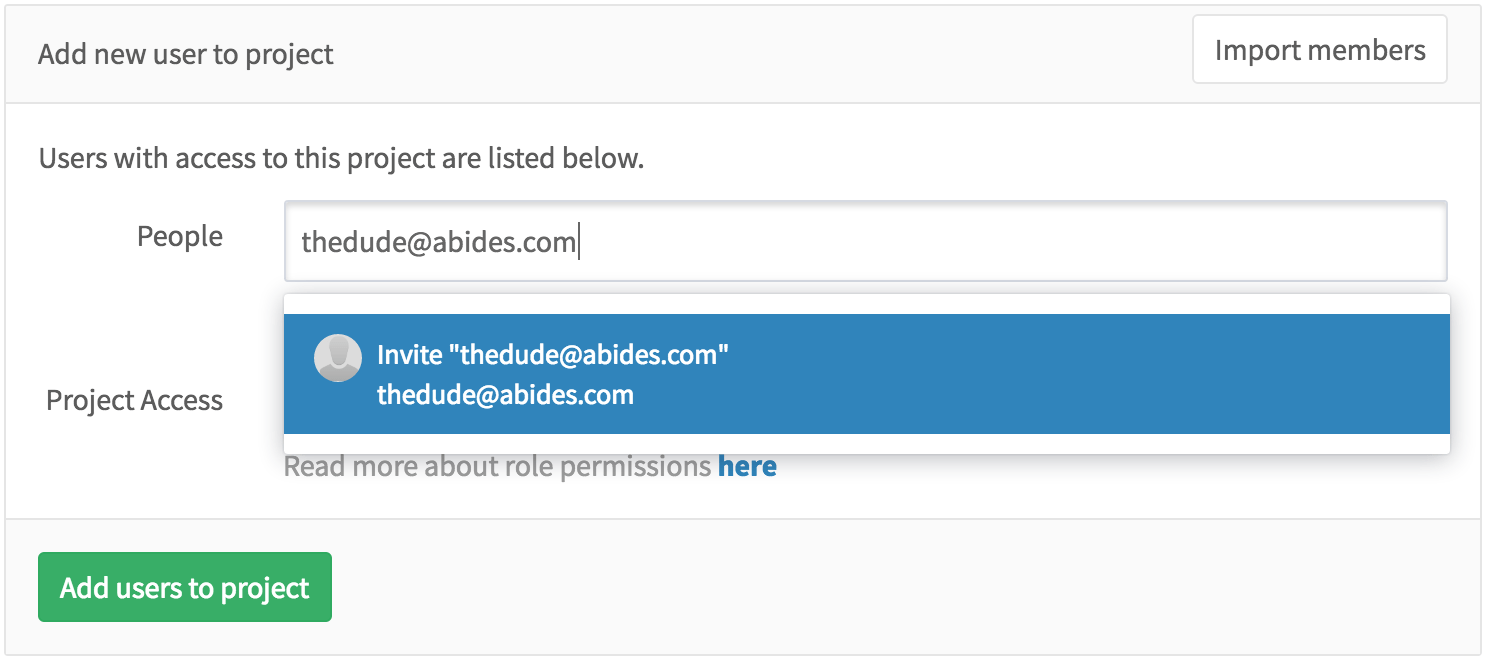 Add new user to project
Import members
Users with access to this project are listed below.
People
thedude@abides.com
Invite "thedude@abides.com"
thedude@abides.com
Project Access
Read more about role permissions here
Add users to project